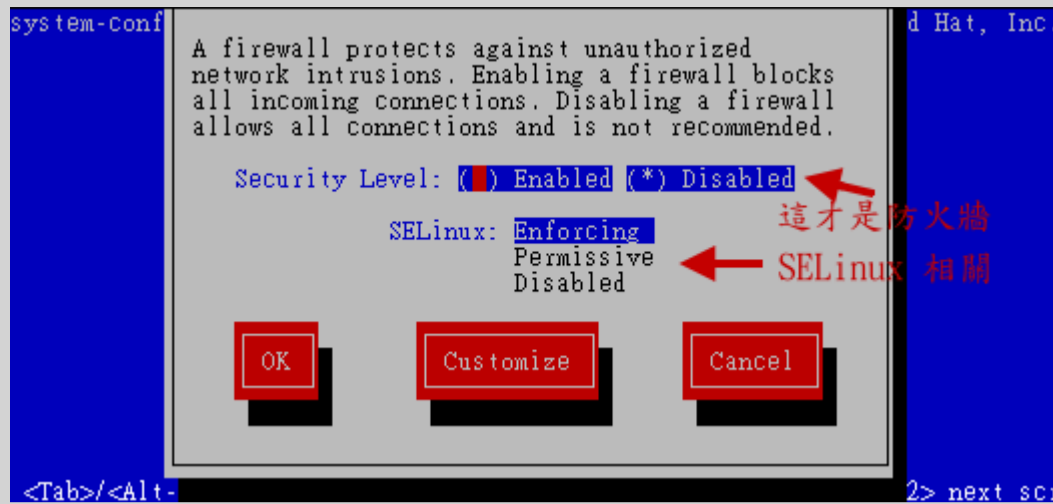 system-conf
d Hat, Inc.
A firewall protects against unauthorized
network intrusions. Enabling a firewall blocks
all incoming connections. Disabling a firewall
allows all connections and is not recommended.
Security Level: ( ) Enabled (*) Disabled
這才是防火牆
SELinux: Enforcing
Permissive
SELinux 相關
Disabled
OK Customize Cancel
<Tab>/<Alt-
2> next sc